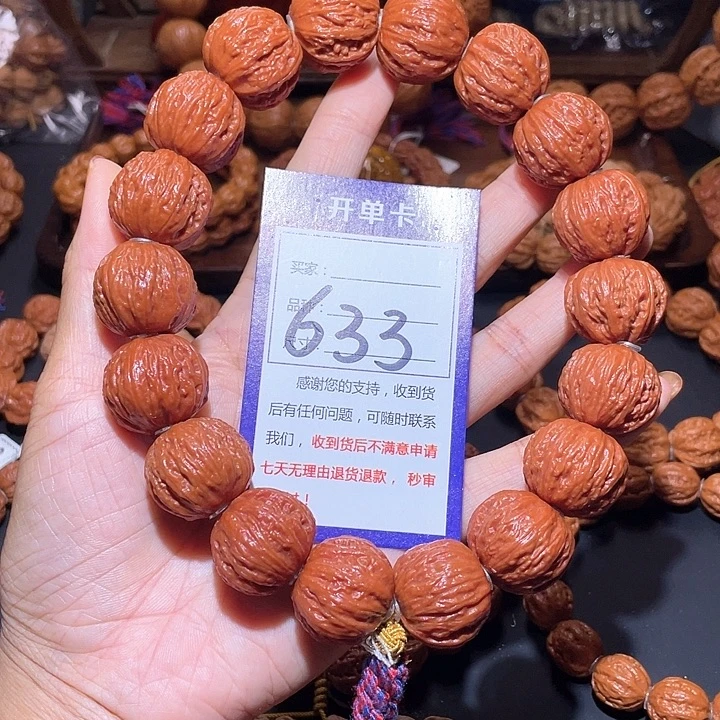 开单卡
买家：
品种：
尺寸
633
感谢您的支持，收到货
后有任何问题，可随时联系
我们，收到货后不满意申请
七天无理由退货退款，秒审